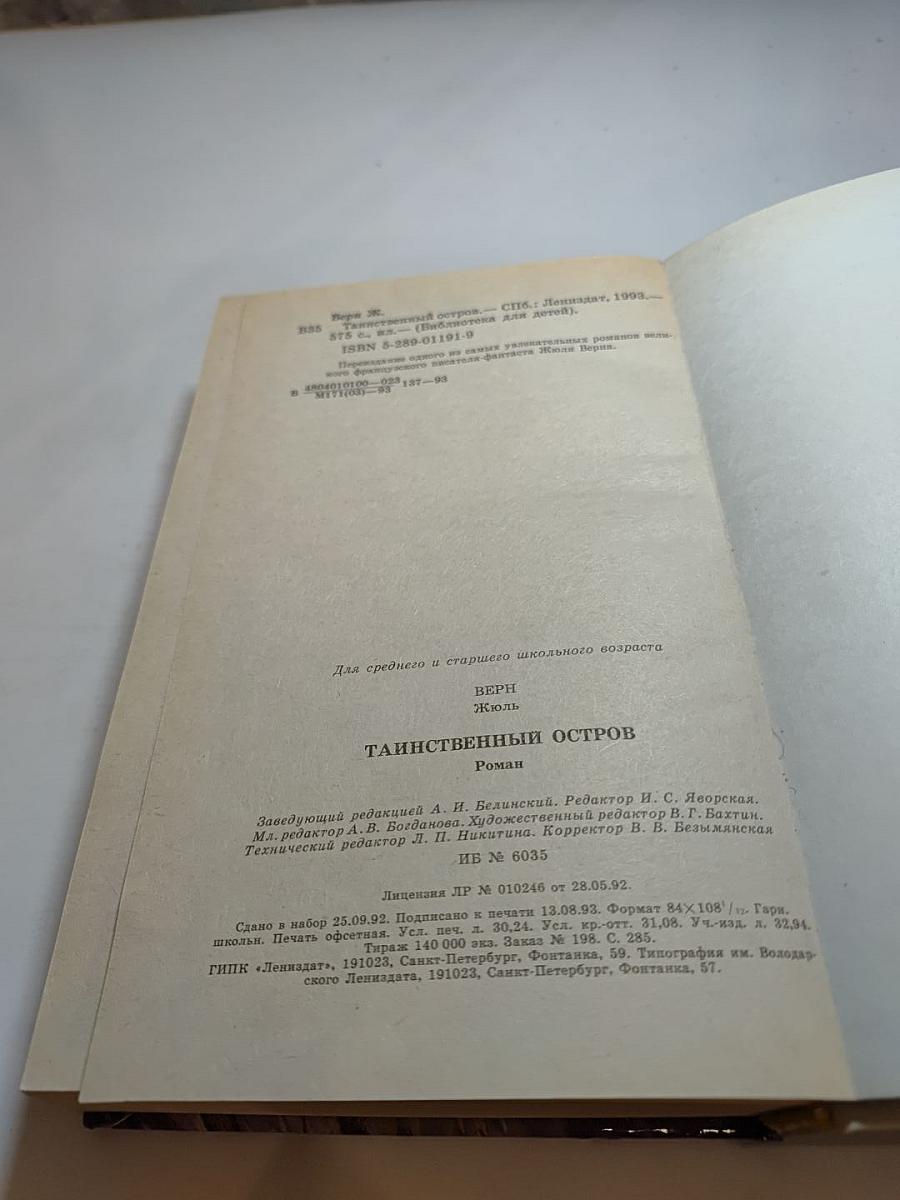 Верн Ж.
В35 Таинственный остров.— СПб.: Лениздат, 1993.—
575 с., ил.— (Библиотека для детей).
ISBN 5-289-01191-9
Переиздание одного из самых увлекательных романов вели-
кого французского писателя-фантаста Жюля Верна.
В 4804010100—023 137—93
М171(03)—93
Для среднего и старшего школьного возраста
ВЕРН
Жюль
ТАИНСТВЕННЫЙ ОСТРОВ
Роман
Заведующий редакцией А. И. Белинский. Редактор И. С. Яворская.
Мл. редактор А. В. Богданова. Художественный редактор В. Г. Бахтин.
Технический редактор Л. П. Никитина. Корректор В. В. Безымянская
ИБ № 6035
Лицензия ЛР № 010246 от 28.05.92.
Сдано в набор 25.09.92. Подписано к печати 13.08.93. Формат 84×108¹/₃₂. Гарн.
школьн. Печать офсетная. Усл. печ. л. 30,24. Усл. кр.-отт. 31,08. Уч.-изд. л. 32,94.
Тираж 140 000 экз. Заказ № 198. С. 285.
ГИПК «Лениздат», 191023, Санкт-Петербург, Фонтанка, 59. Типография им. Володар-
ского Лениздата, 191023, Санкт-Петербург, Фонтанка, 57.